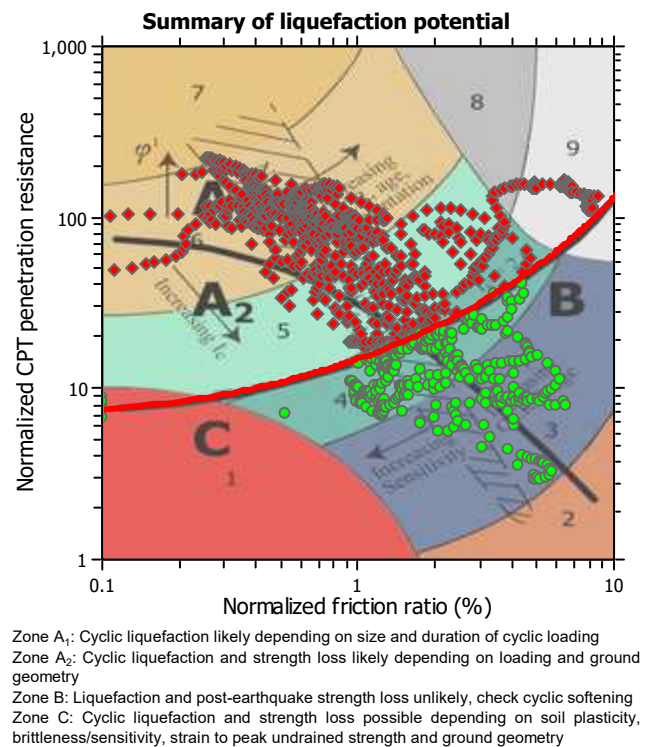 Summary of liquefaction potential
Normalized CPT penetration resistance
1,000
100
10
1
0.1
1
10
Normalized friction ratio (%)
7
8
9
φ'
A
6
A2
5
Increasing Ic
B
4
C
1
3
2
Increasing
Sensitivity
Zone A1: Cyclic liquefaction likely depending on size and duration of cyclic loading
Zone A2: Cyclic liquefaction and strength loss likely depending on loading and ground
geometry
Zone B: Liquefaction and post-earthquake strength loss unlikely, check cyclic softening
Zone C: Cyclic liquefaction and strength loss possible depending on soil plasticity,
brittleness/sensitivity, strain to peak undrained strength and ground geometry